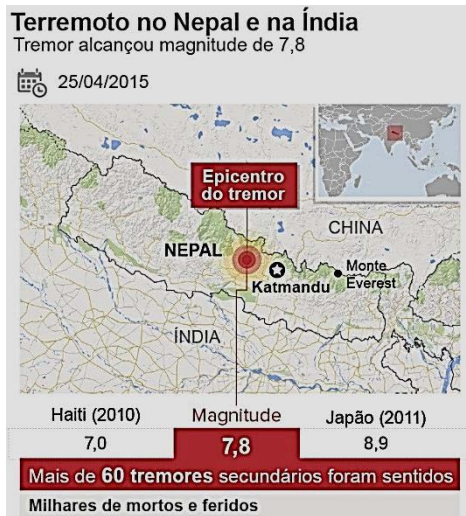 Terremoto no Nepal e na Índia
Tremor alcançou magnitude de 7,8
25/04/2015
Epicentro
do tremor
CHINA
NEPAL
Katmandu
Monte
Everest
ÍNDIA
Haiti (2010)
Magnitude
Japão (2011)
7,0
7,8
8,9
Mais de 60 tremores secundários foram sentidos
Milhares de mortos e feridos